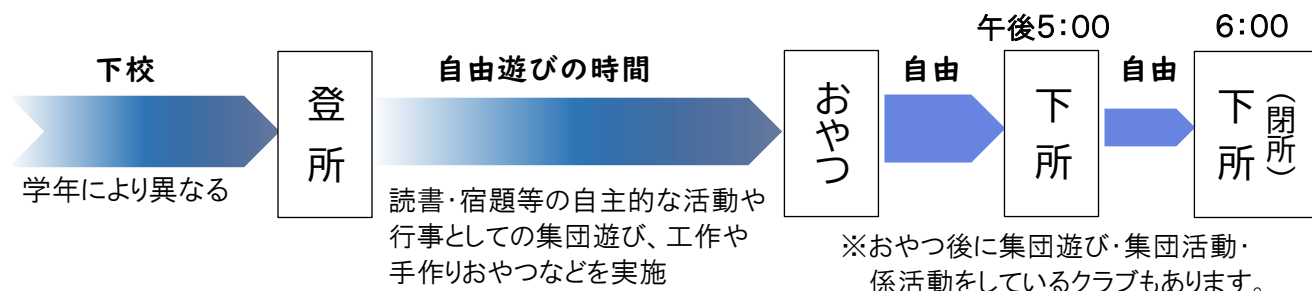 下校
学年により異なる
登所
自由遊びの時間
読書・宿題等の自主的な活動や
行事としての集団遊び、工作や
手作りおやつなどを実施
おやつ
自由
午後5:00
下所
自由
6:00
下所
（閉所）
※おやつ後に集団遊び・集団活動・
係活動をしているクラブもあります。